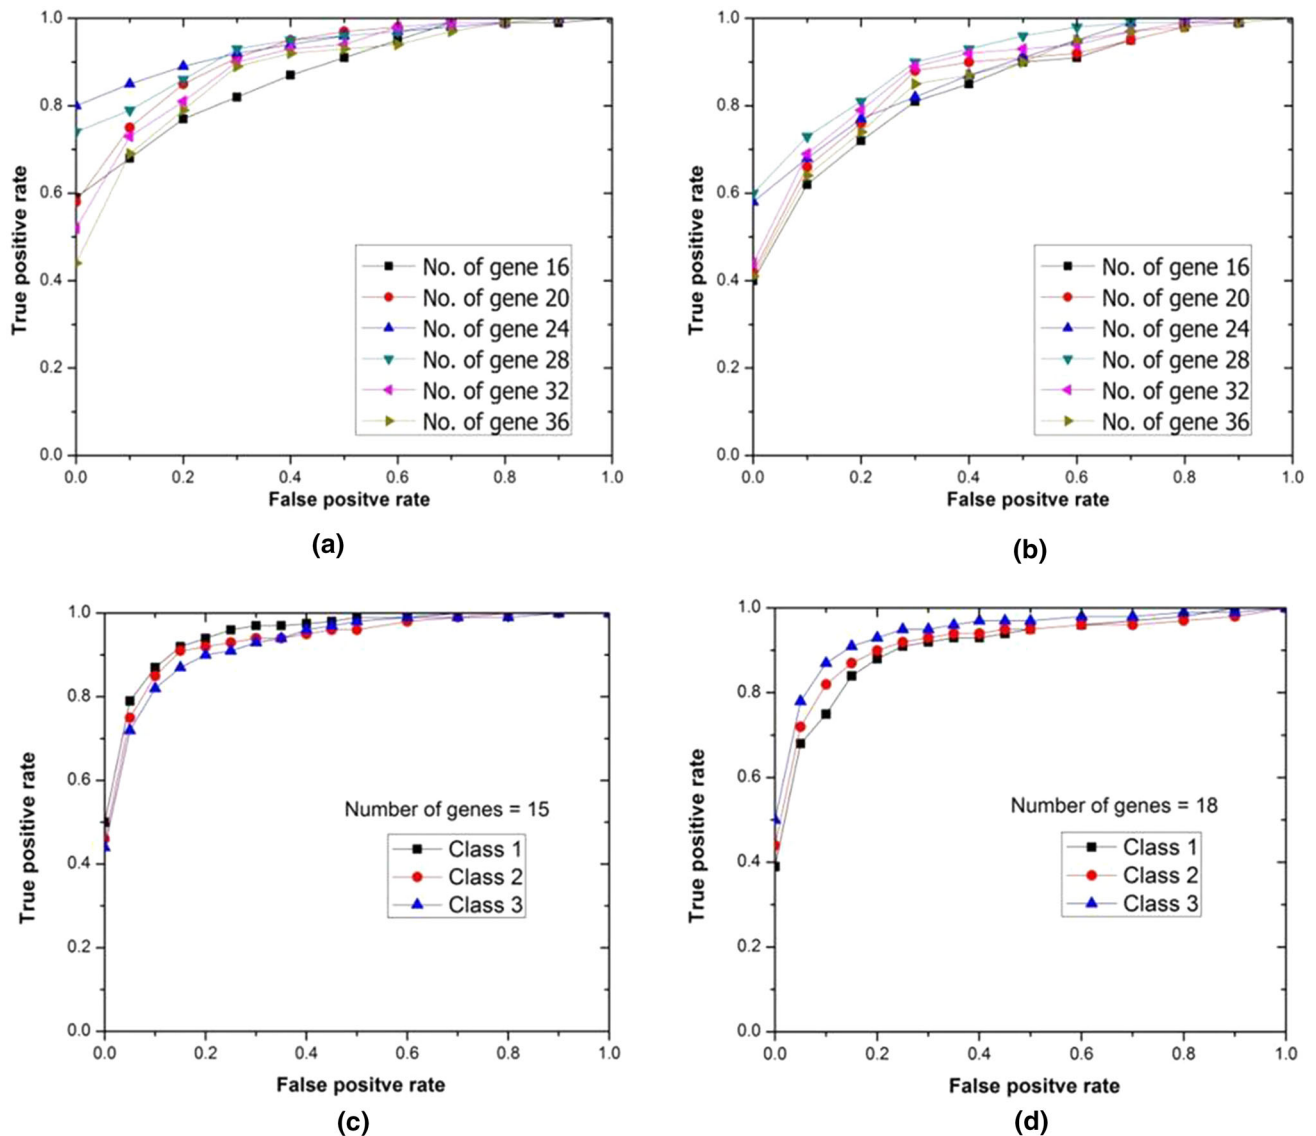 1.0
0.8
0.6
0.4
0.2
0.0
True positive rate
No. of gene 16
No. of gene 20
No. of gene 24
No. of gene 28
No. of gene 32
No. of gene 36
0.0 0.2 0.4 0.6 0.8 1.0
False positve rate
(a)
1.0
0.8
0.6
0.4
0.2
0.0
True positive rate
No. of gene 16
No. of gene 20
No. of gene 24
No. of gene 28
No. of gene 32
No. of gene 36
0.0 0.2 0.4 0.6 0.8 1.0
False positve rate
(b)
1.0
0.8
0.6
0.4
0.2
0.0
True positive rate
Number of genes = 15
Class 1
Class 2
Class 3
0.0 0.2 0.4 0.6 0.8 1.0
False positve rate
(c)
1.0
0.8
0.6
0.4
0.2
0.0
True positive rate
Number of genes = 18
Class 1
Class 2
Class 3
0.0 0.2 0.4 0.6 0.8 1.0
False positve rate
(d)